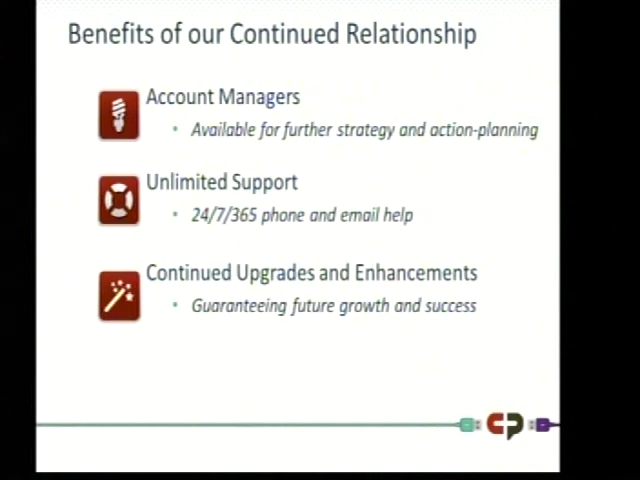 Benefits of our Continued Relationship
Account Managers
• Available for further strategy and action-planning
Unlimited Support
• 24/7/365 phone and email help
Continued Upgrades and Enhancements
• Guaranteeing future growth and success
CP